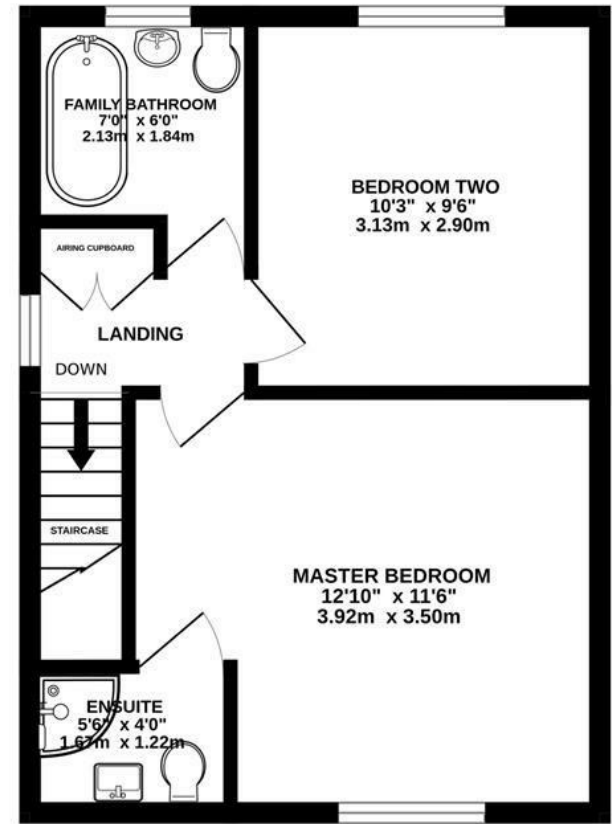 FAMILY BATHROOM
7'0" x 6'0"
2.13m x 1.84m
BEDROOM TWO
10'3" x 9'6"
3.13m x 2.90m
AIRING CUPBOARD
LANDING
DOWN
STAIRCASE
MASTER BEDROOM
12'10" x 11'6"
3.92m x 3.50m
ENSUITE
5'6" x 4'0"
1.67m x 1.22m